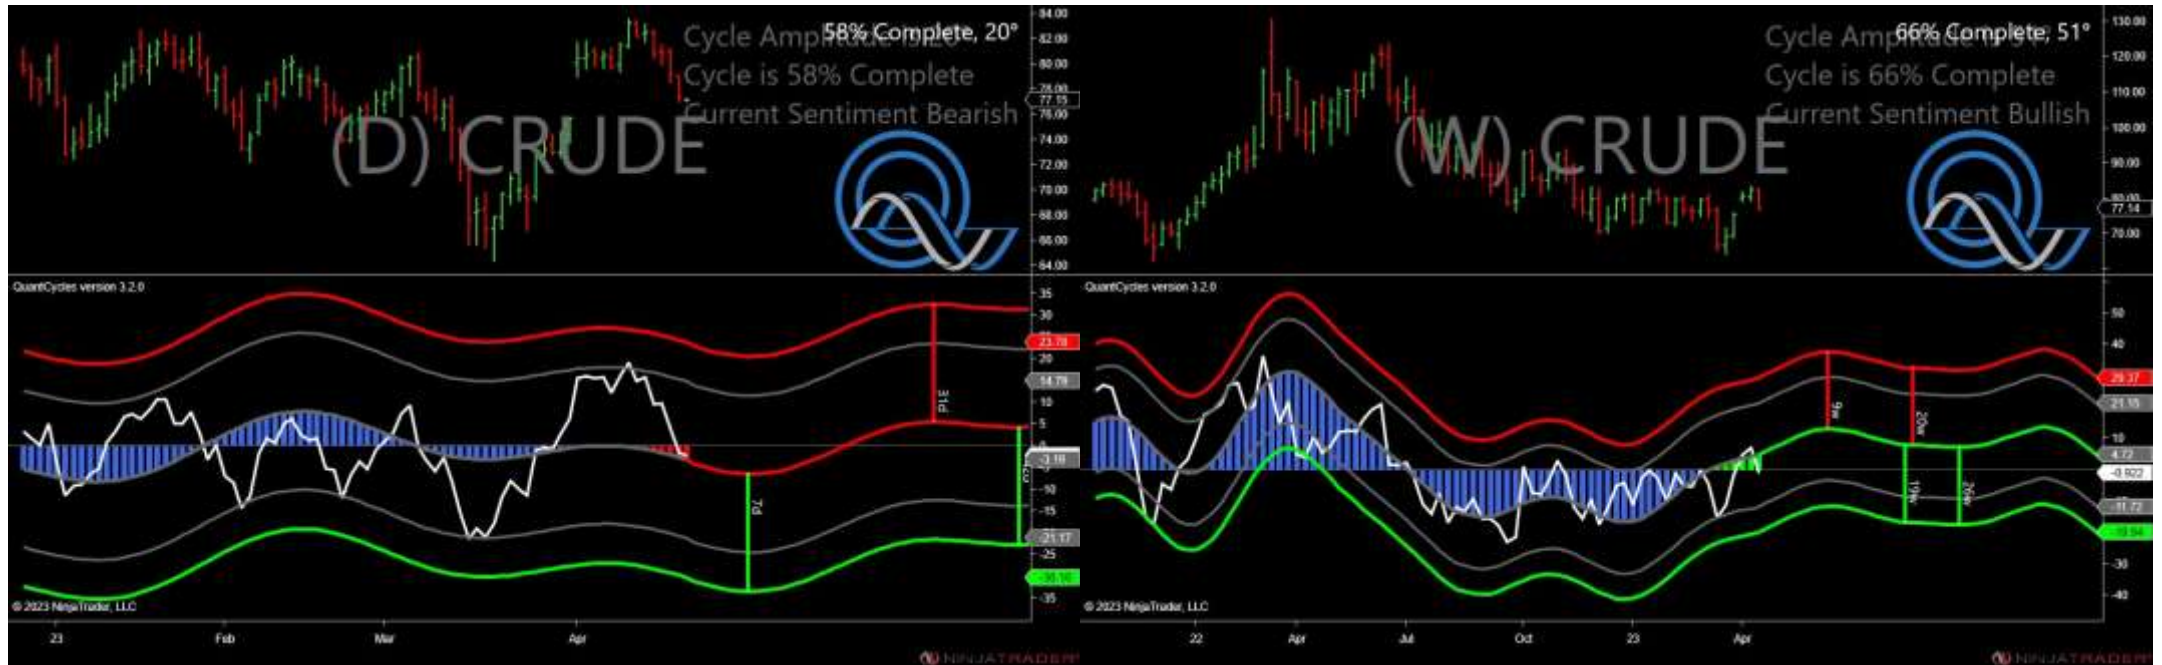 58% Complete, 20°
Cycle is 58% Complete
Current Sentiment Bearish
(D) CRUDE
84.00
82.00
80.00
78.00
77.15
76.00
74.00
72.00
70.00
68.00
66.00
64.00
QuantCycles version 3.2.0
35
30
23.78
20
14.79
10
5
0
-3.19
-10
-15
-21.17
-25
-35
31d
7d
© 2023 NinjaTrader, LLC
23
Feb
Mar
Apr
NINJATRADER
66% Complete, 51°
Cycle is 66% Complete
Current Sentiment Bullish
(W) CRUDE
130.00
120.00
110.00
100.00
90.00
80.00
77.14
70.00
QuantCycles version 3.2.0
50
40
29.37
21.15
10
4.72
-0.922
-11.72
-19.94
-30
-40
9w
20w
19w
26w
© 2023 NinjaTrader, LLC
22
Apr
Jul
Oct
23
Apr
NINJATRADER